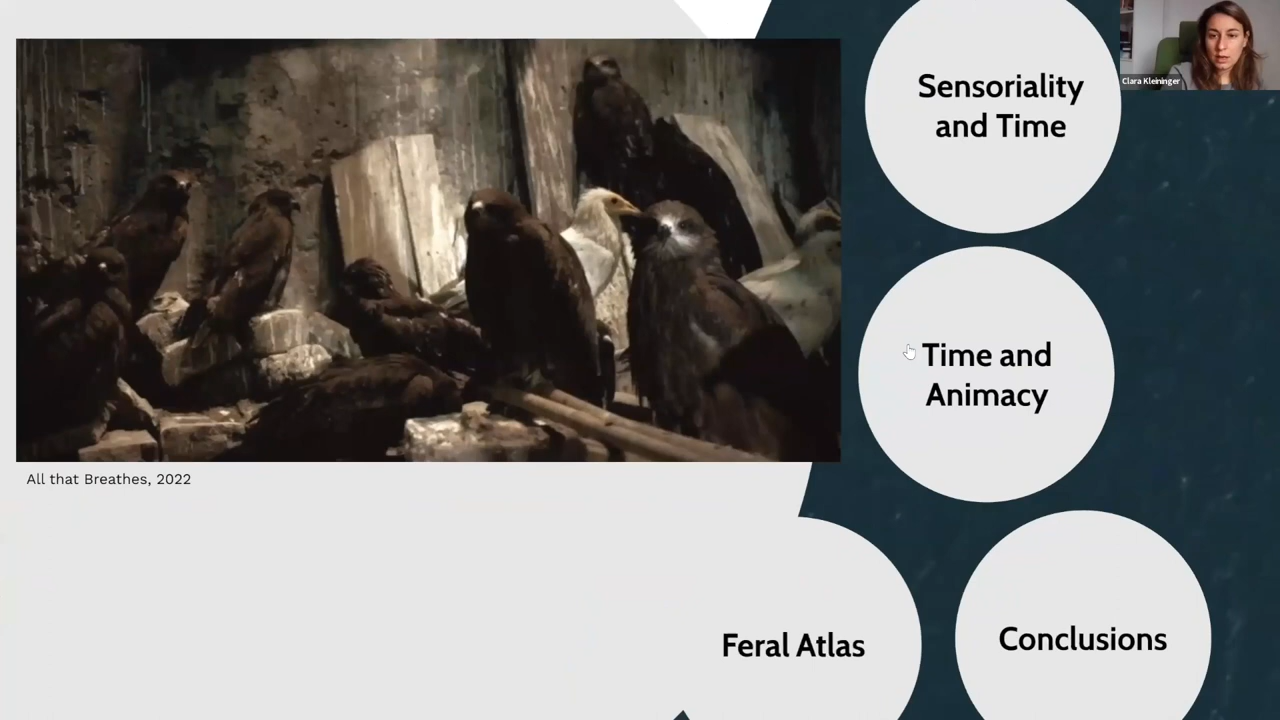 Sensoriality
and Time
Clara Kleininger
Time and
Animacy
All that Breathes, 2022
Feral Atlas
Conclusions